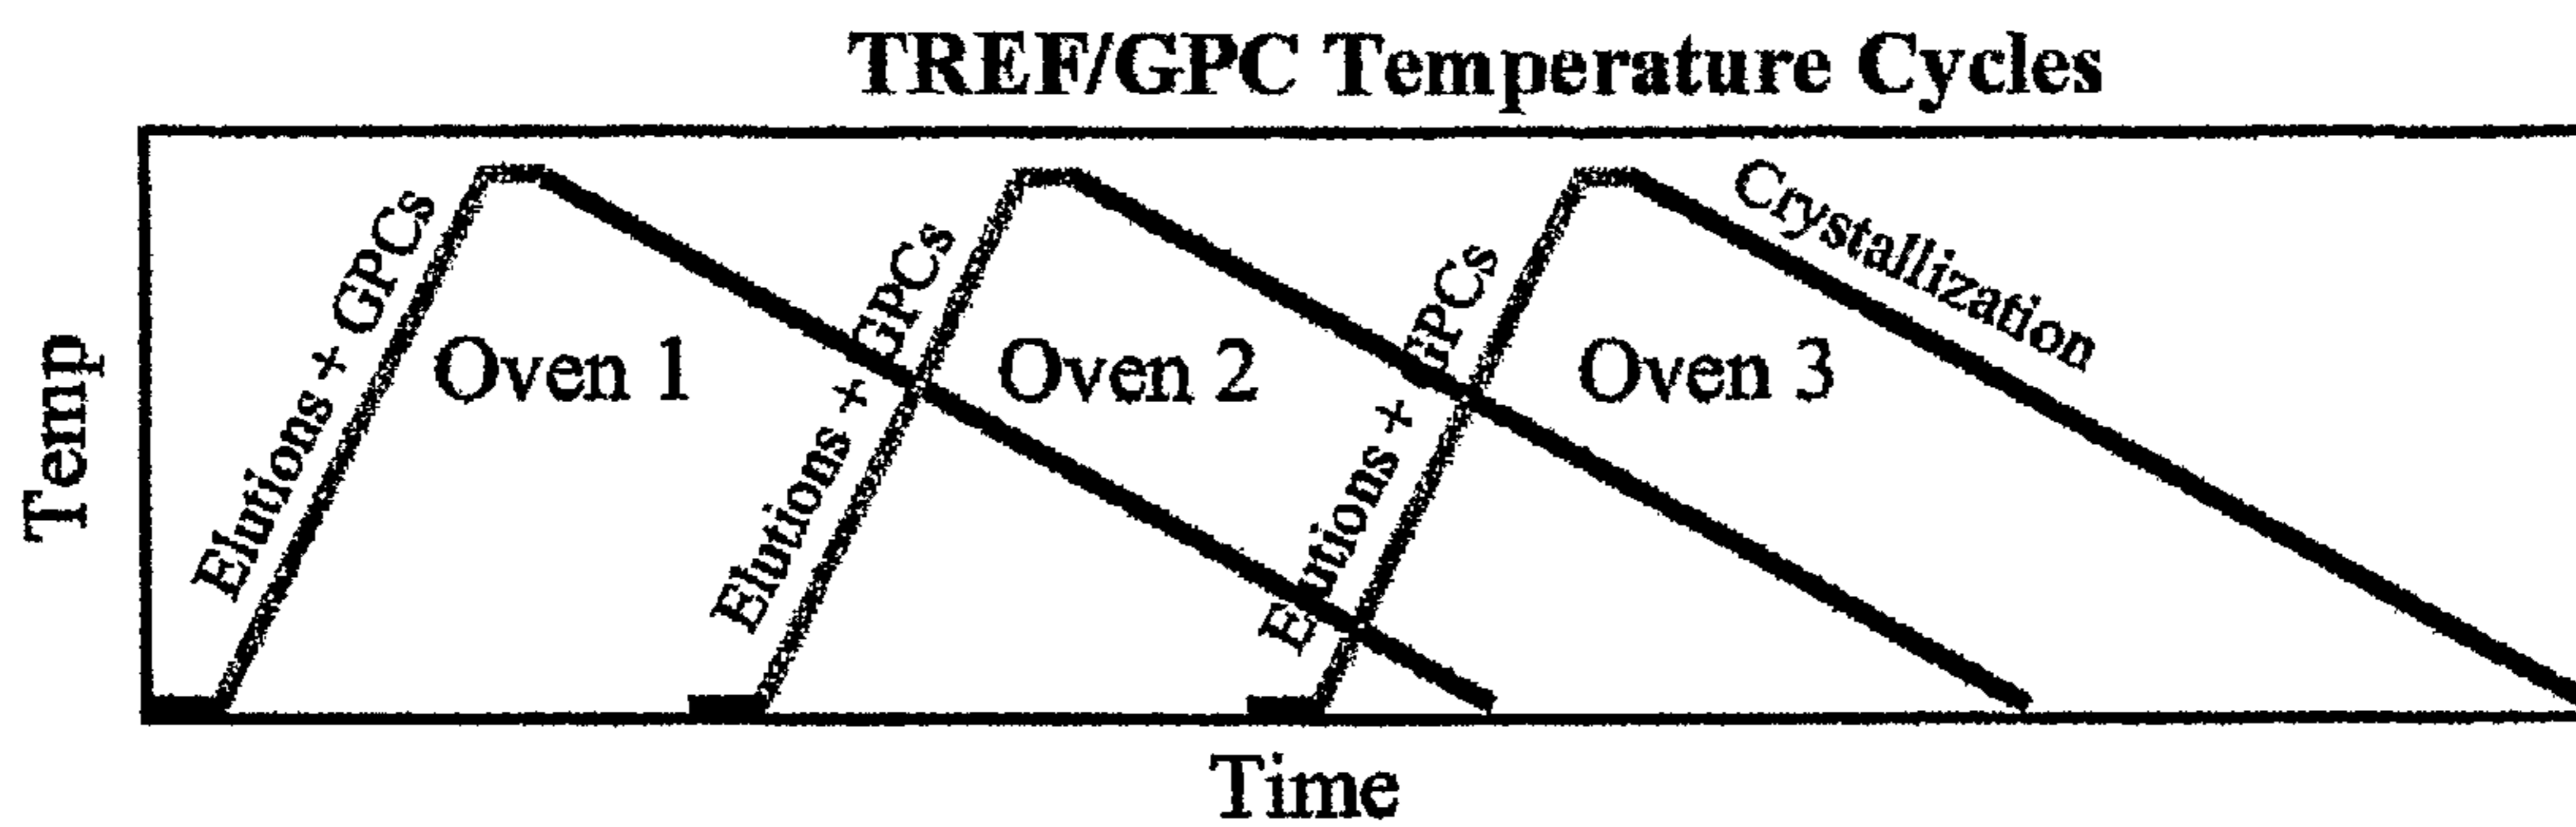 TREF/GPC Temperature Cycles
Temp
Elutions + GPCs
Oven 1
Elutions + GPCs
Oven 2
Elutions + GPCs
Oven 3
Crystallization
Time